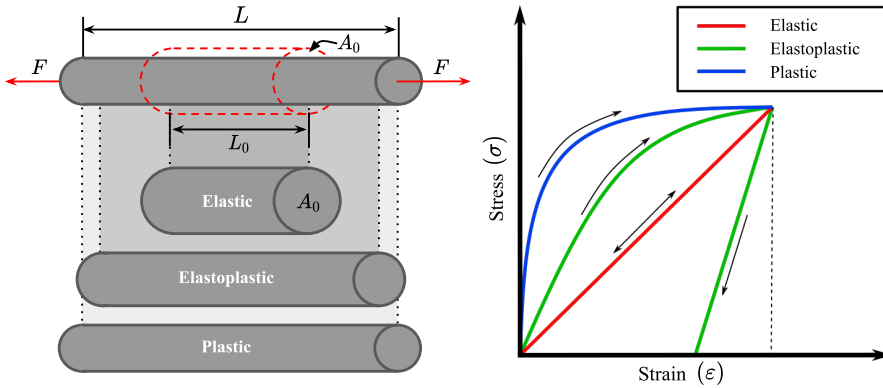 L
A₀
F
F
L₀
Elastic
A₀
Elastoplastic
Plastic
Elastic
Elastoplastic
Plastic
Stress (σ)
Strain (ε)